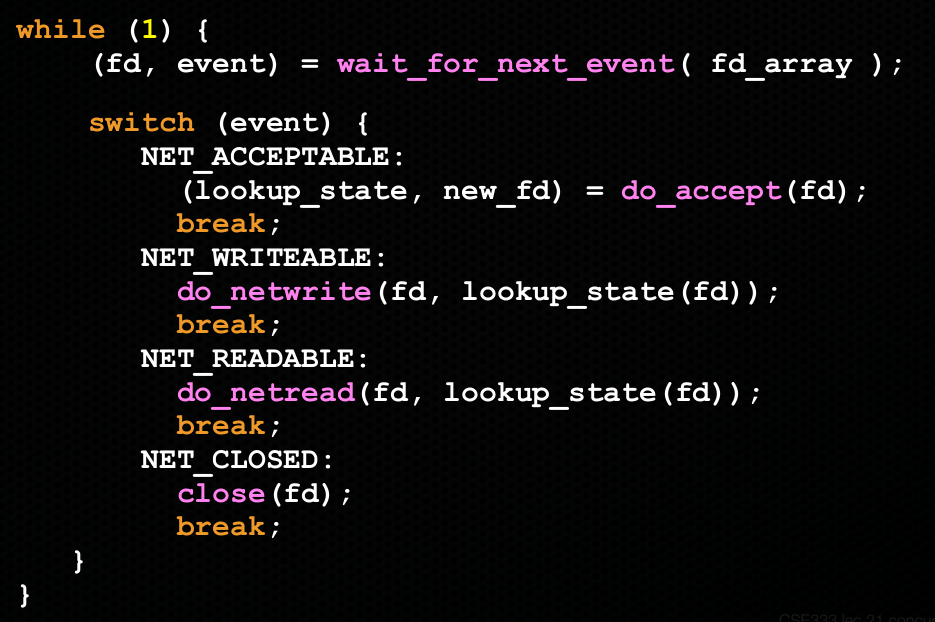 while (1) {
(fd, event) = wait_for_next_event( fd_array );
switch (event) {
NET_ACCEPTABLE:
(lookup_state, new_fd) = do_accept(fd);
break;
NET_WRITEABLE:
do_netwrite(fd, lookup_state(fd));
break;
NET_READABLE:
do_netread(fd, lookup_state(fd));
break;
NET_CLOSED:
close(fd);
break;
}
}
CSE333 lec 21